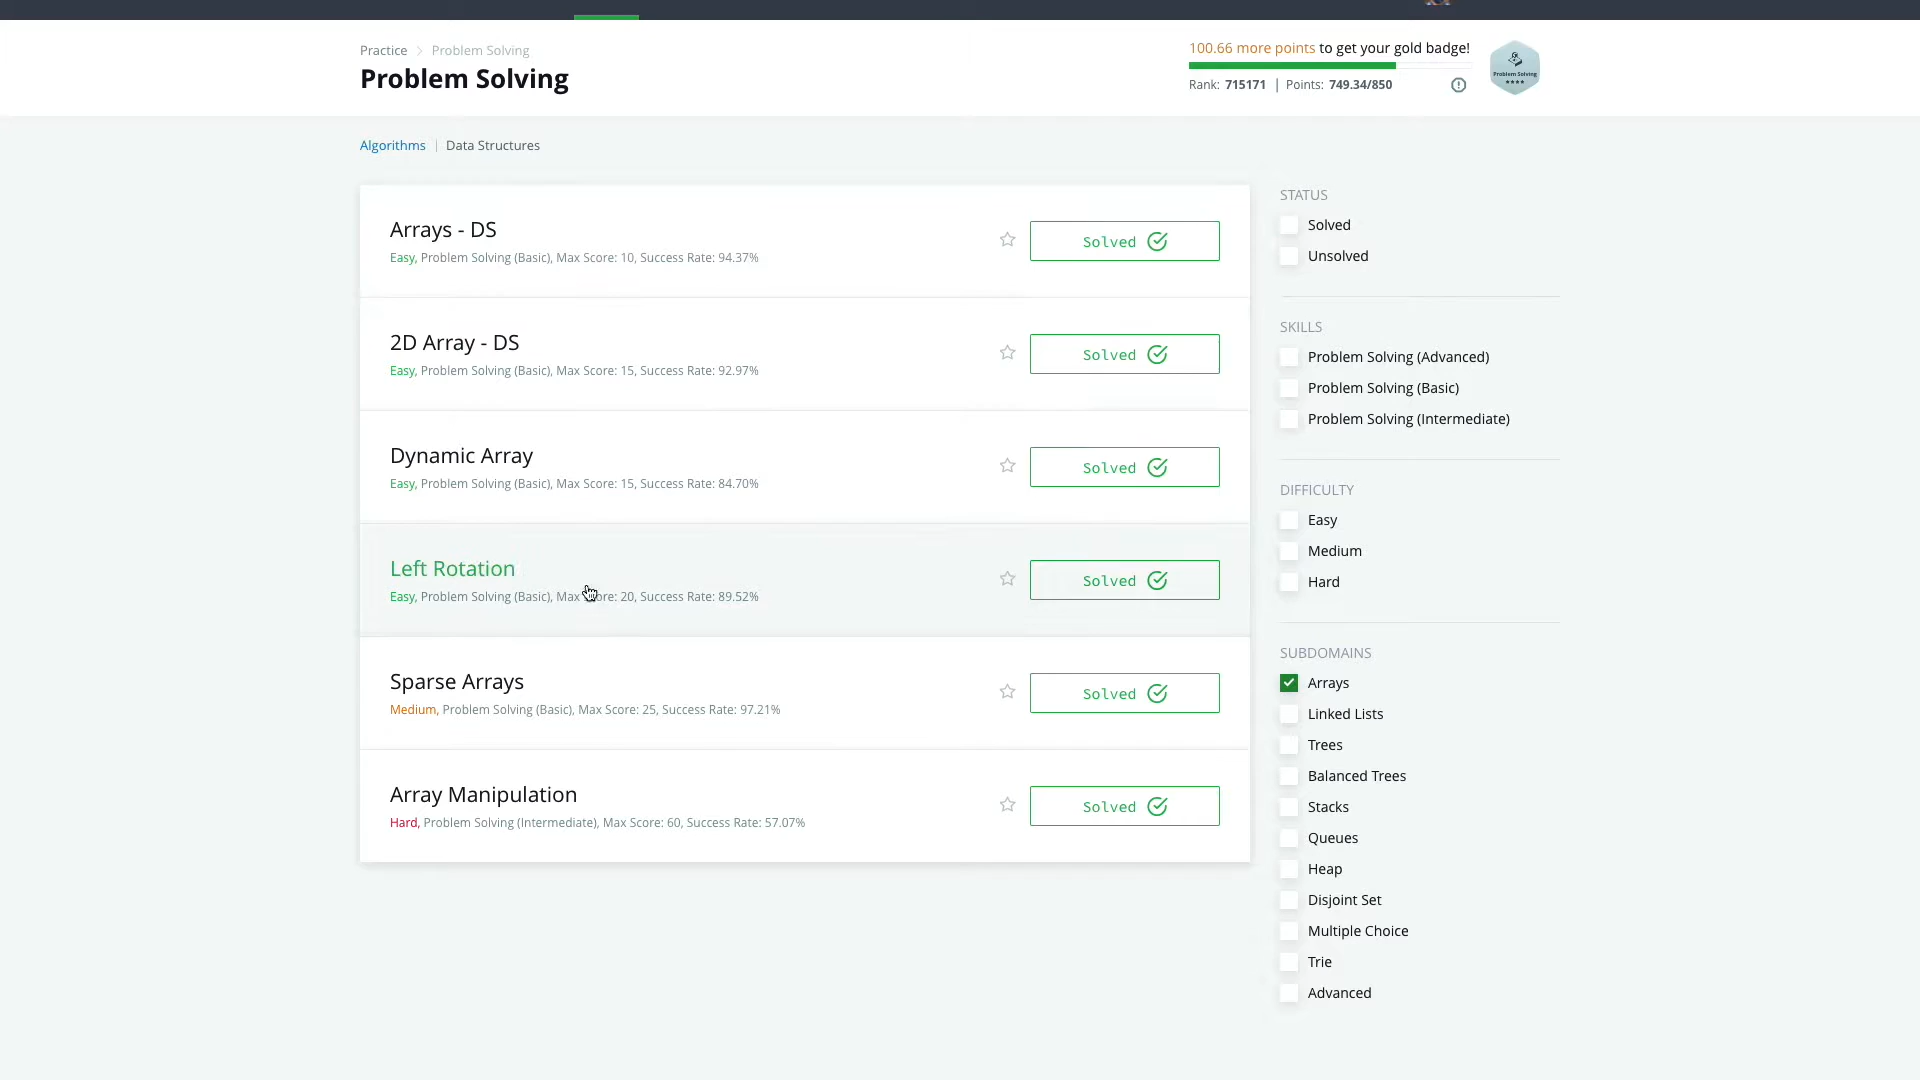 Practice > Problem Solving
Problem Solving
100.66 more points to get your gold badge!
Rank: 715171 | Points: 749.34/850
Problem Solving
Algorithms | Data Structures
Arrays - DS
Easy, Problem Solving (Basic), Max Score: 10, Success Rate: 94.37%
Solved
2D Array - DS
Easy, Problem Solving (Basic), Max Score: 15, Success Rate: 92.97%
Solved
Dynamic Array
Easy, Problem Solving (Basic), Max Score: 15, Success Rate: 84.70%
Solved
Left Rotation
Easy, Problem Solving (Basic), Max Score: 20, Success Rate: 89.52%
Solved
Sparse Arrays
Medium, Problem Solving (Basic), Max Score: 25, Success Rate: 97.21%
Solved
Array Manipulation
Hard, Problem Solving (Intermediate), Max Score: 60, Success Rate: 57.07%
Solved
STATUS
Solved
Unsolved
SKILLS
Problem Solving (Advanced)
Problem Solving (Basic)
Problem Solving (Intermediate)
DIFFICULTY
Easy
Medium
Hard
SUBDOMAINS
Arrays
Linked Lists
Trees
Balanced Trees
Stacks
Queues
Heap
Disjoint Set
Multiple Choice
Trie
Advanced